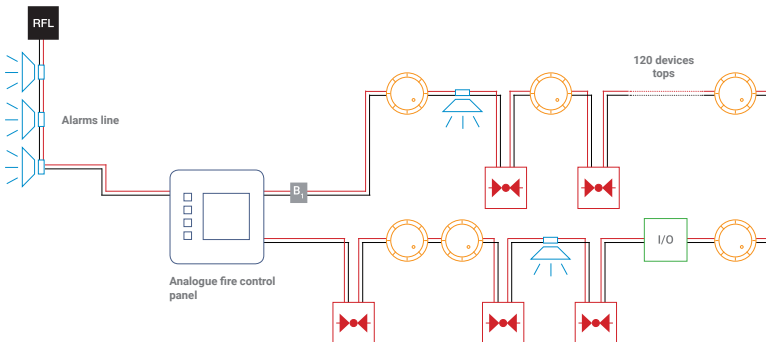 RFL
120 devices
tops
Alarms line
B1
I/O
Analogue fire control
panel